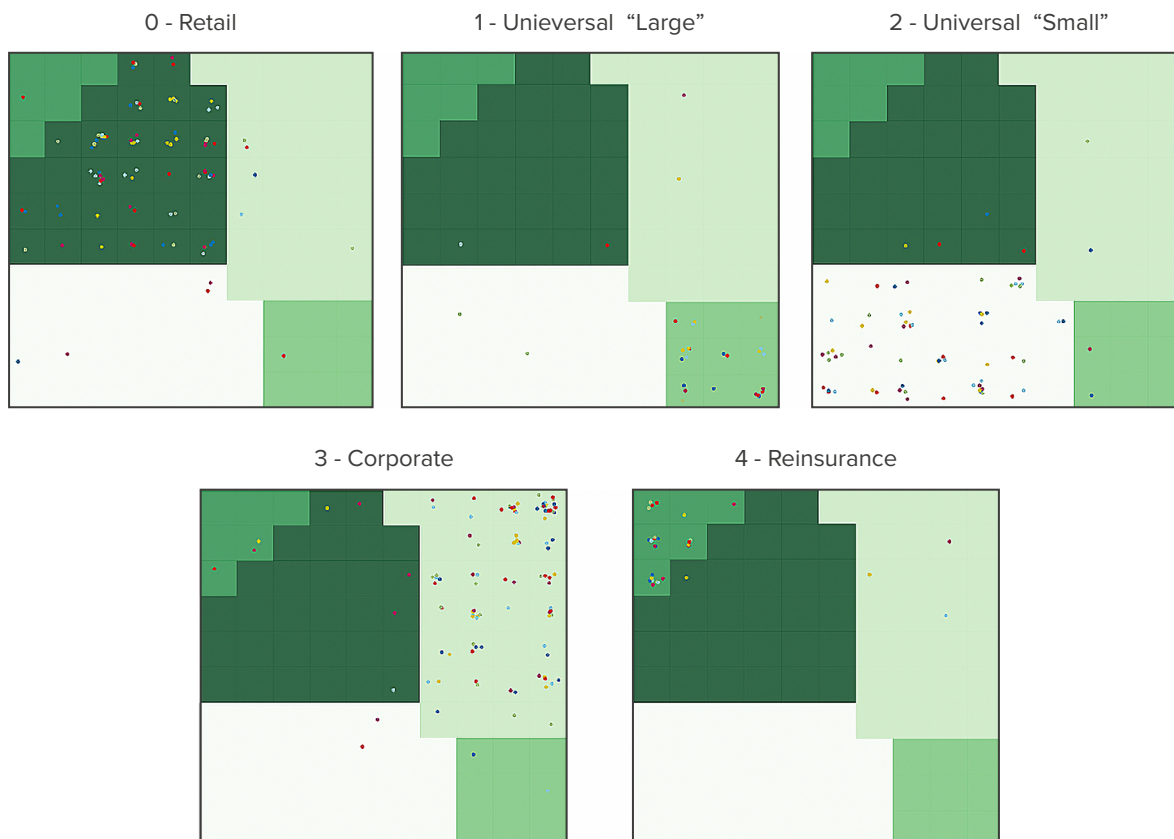 0 - Retail
1 - Unieversal “Large”
2 - Universal “Small”
3 - Corporate
4 - Reinsurance